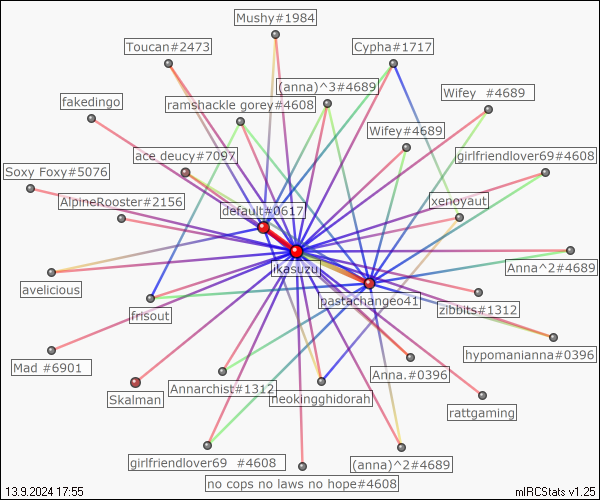 Mushy#1984
Toucan#2473
Cypha#1717
(anna)^3#4689
Wifey #4689
fakedingo
ramshackle gorey#4608
Wifey#4689
ace deucy#7097
girlfriendlover69#4608
Soxy Foxy#5076
AlpineRooster#2156
xenoyaut
default#0617
ikasuzu
Anna^2#4689
avelicious
pastachangeo41
zibbits#1312
frisout
hypomanianna#0396
Mad #6901
Anna.#0396
Annarchist#1312
Skalman
neokingghidorah
rattgaming
girlfriendlover69 #4608
(anna)^2#4689
no cops no laws no hope#4608
13.9.2024 17:55
mIRCStats v1.25